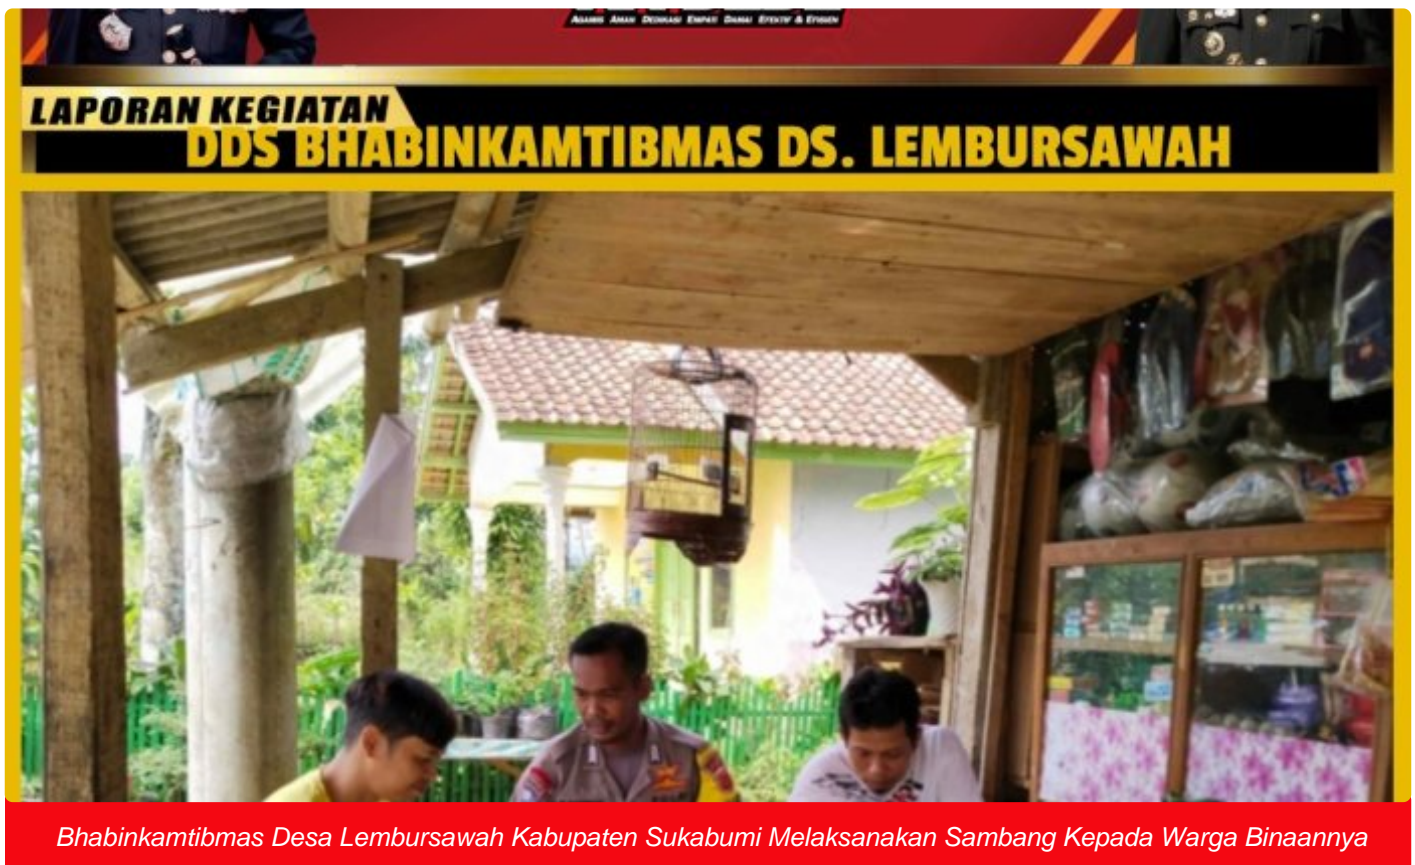 AGAMIS AMAN DEDIKASI EMPATI DAMAI EFEKTIF & EFISIEN
LAPORAN KEGIATAN
DDS BHABINKAMTIBMAS DS. LEMBURSAWAH
Bhabinkamtibmas Desa Lembursawah Kabupaten Sukabumi Melaksanakan Sambang Kepada Warga Binaannya